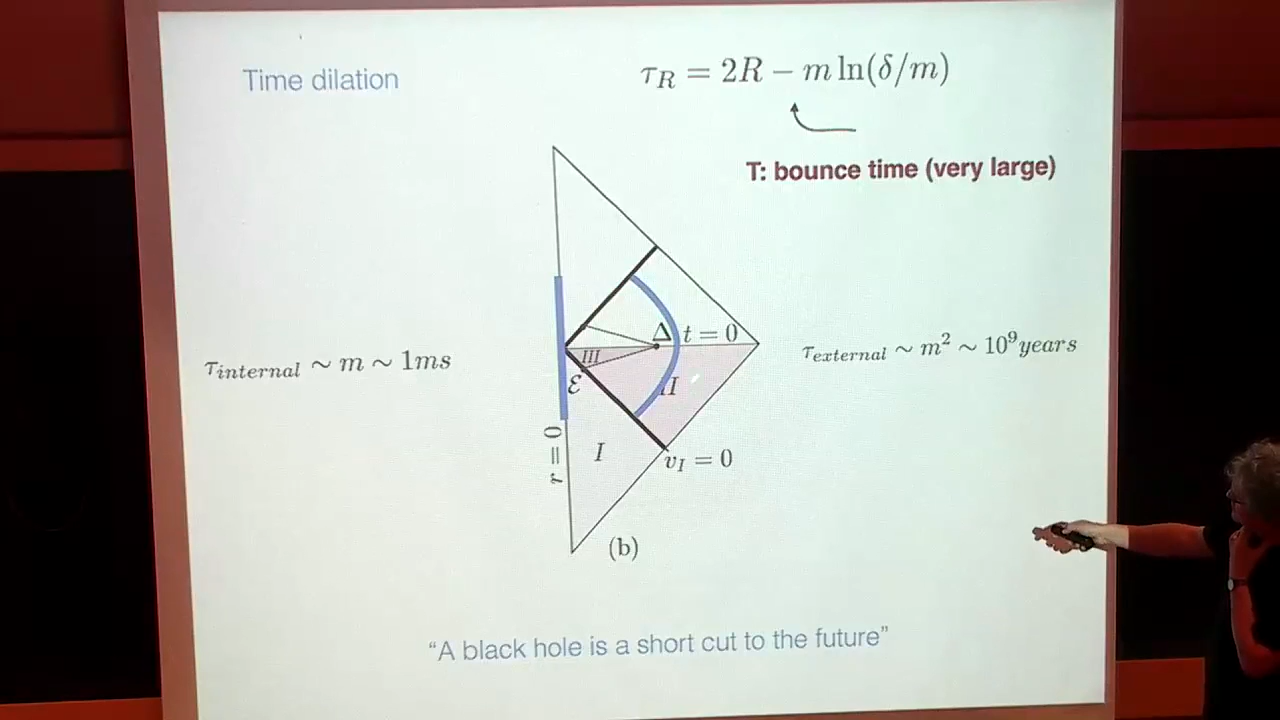 Time dilation
τ_R = 2R − m ln(δ/m)
T: bounce time (very large)
Δ
t = 0
III
ε
II
τ_internal ∼ m ∼ 1ms
τ_external ∼ m² ∼ 10⁹years
r = 0
I
v_I = 0
(b)
“A black hole is a short cut to the future”